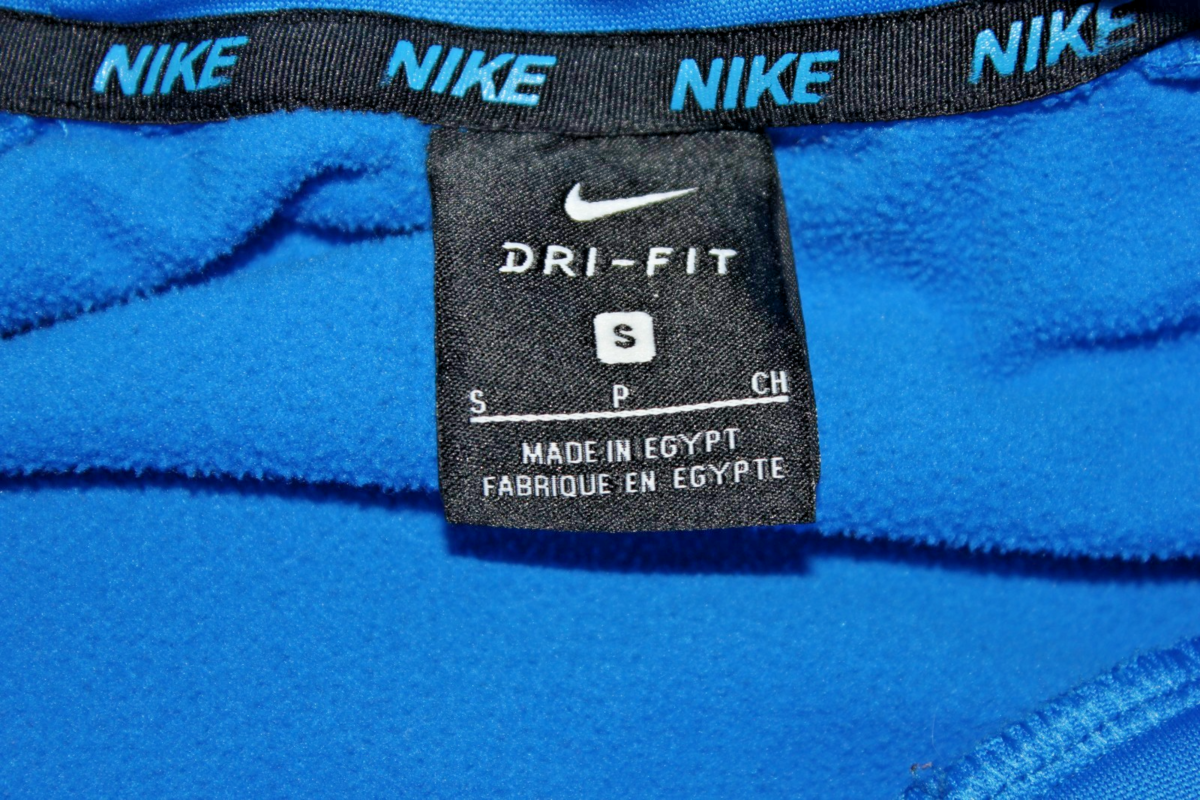 NIKE NIKE NIKE NIKE
DRI-FIT
S
S P CH
MADE IN EGYPT
FABRIQUE EN EGYPTE